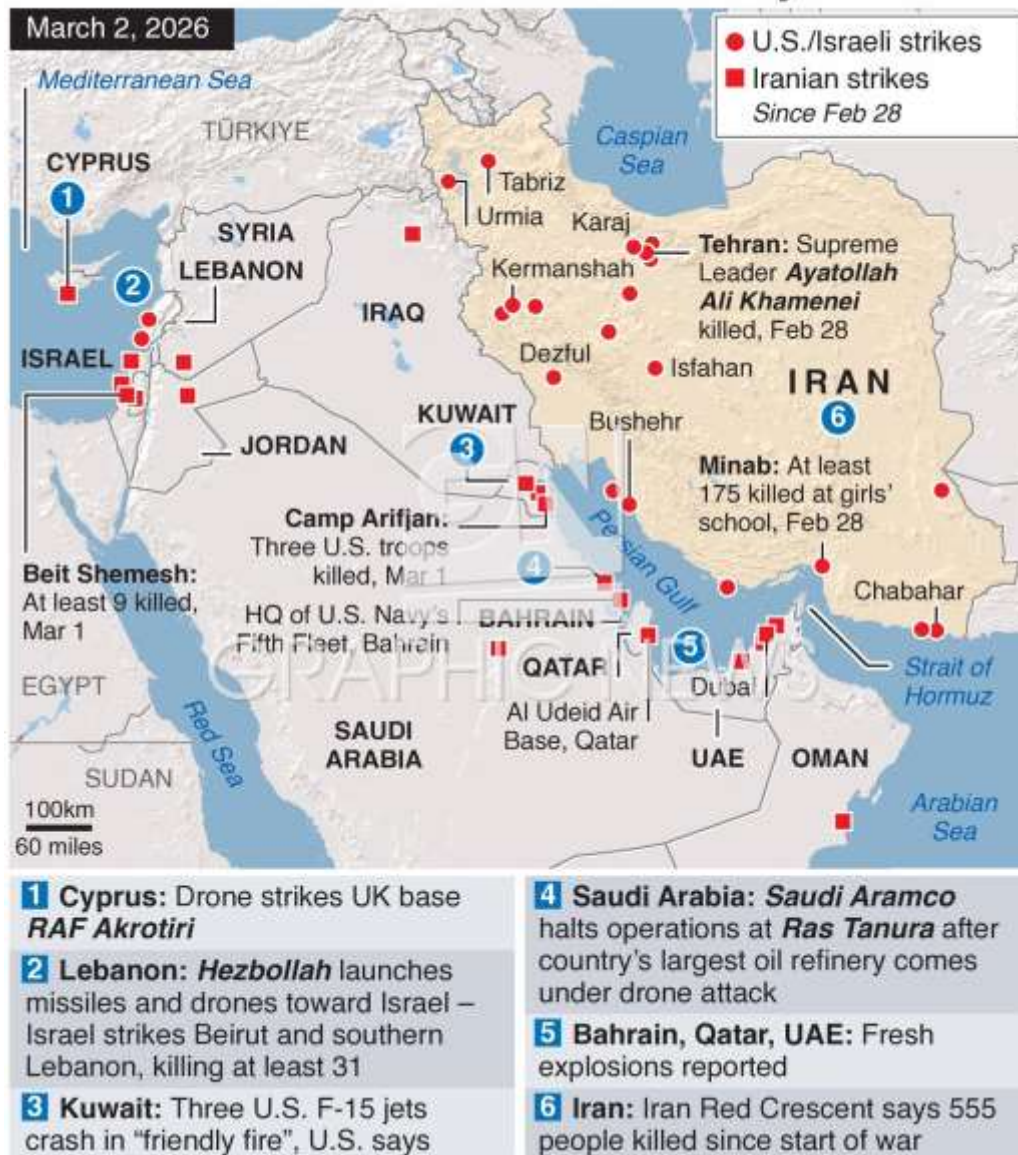 March 2, 2026
U.S./Israeli strikes
Iranian strikes
Since Feb 28
Mediterranean Sea
TÜRKIYE
Caspian
Sea
CYPRUS
1
Tabriz
Urmia
Karaj
SYRIA
LEBANON
2
Kermanshah
Tehran: Supreme
Leader Ayatollah
Ali Khamenei
killed, Feb 28
IRAQ
ISRAEL
Dezful
Isfahan
IRAN
6
KUWAIT
3
Bushehr
JORDAN
Minab: At least
175 killed at girls'
school, Feb 28
Camp Arifjan:
Three U.S. troops
killed, Mar 1
Persian Gulf
4
Beit Shemesh:
At least 9 killed,
Mar 1
HQ of U.S. Navy's
Fifth Fleet, Bahrain
BAHRAIN
Chabahar
5
EGYPT
QATAR
Dubai
Strait of
Hormuz
GRAPHIC NEWS
Red Sea
SAUDI
ARABIA
Al Udeid Air
Base, Qatar
UAE
OMAN
SUDAN
Arabian
Sea
100km
60 miles
1 Cyprus: Drone strikes UK base
RAF Akrotiri
2 Lebanon: Hezbollah launches
missiles and drones toward Israel –
Israel strikes Beirut and southern
Lebanon, killing at least 31
3 Kuwait: Three U.S. F-15 jets
crash in “friendly fire”, U.S. says
4 Saudi Arabia: Saudi Aramco
halts operations at Ras Tanura after
country's largest oil refinery comes
under drone attack
5 Bahrain, Qatar, UAE: Fresh
explosions reported
6 Iran: Iran Red Crescent says 555
people killed since start of war